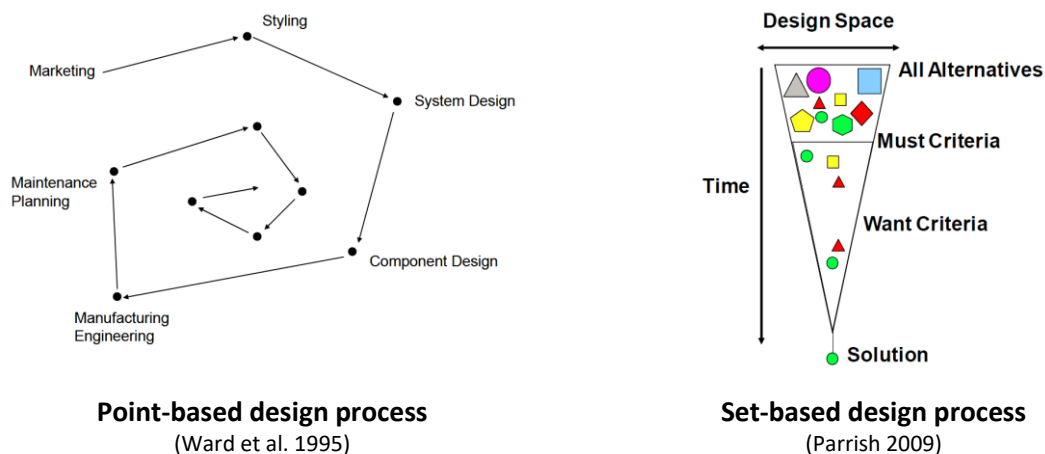 Styling
Marketing
System Design
Maintenance
Planning
Component Design
Manufacturing
Engineering
Point-based design process
(Ward et al. 1995)
Design Space
All Alternatives
Must Criteria
Time
Want Criteria
Solution
Set-based design process
(Parrish 2009)